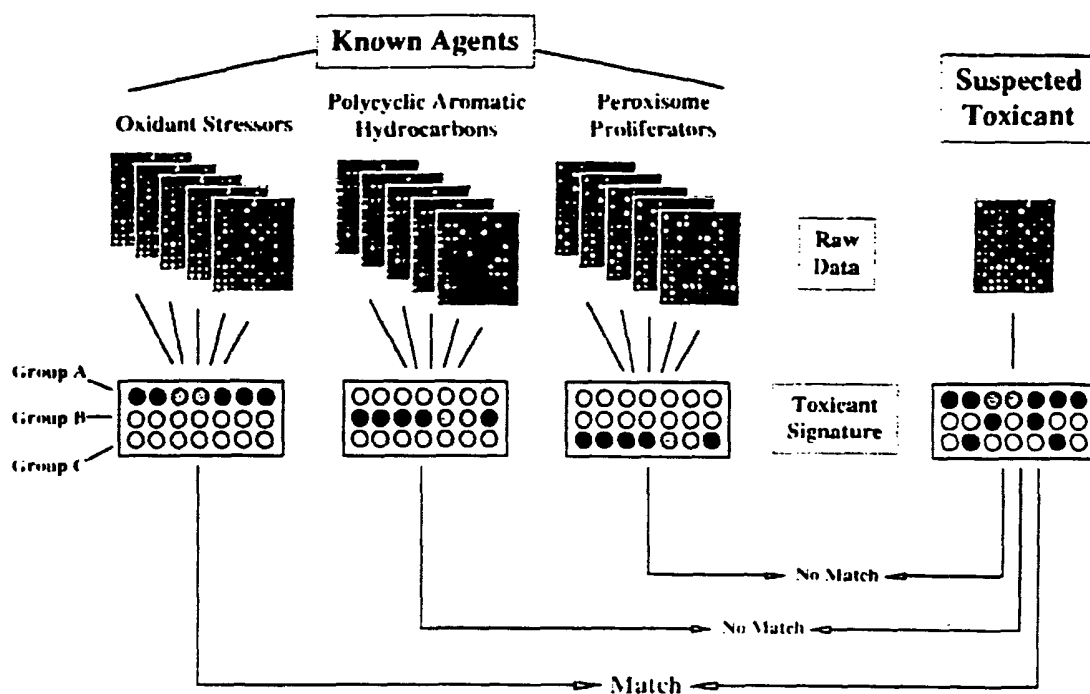 Known Agents
Suspected
Toxicant
Oxidant Stressors
Polycyclic Aromatic
Hydrocarbons
Peroxisome
Proliferators
Raw
Data
Group A
Group B
Group C
Toxicant
Signature
No Match
No Match
Match